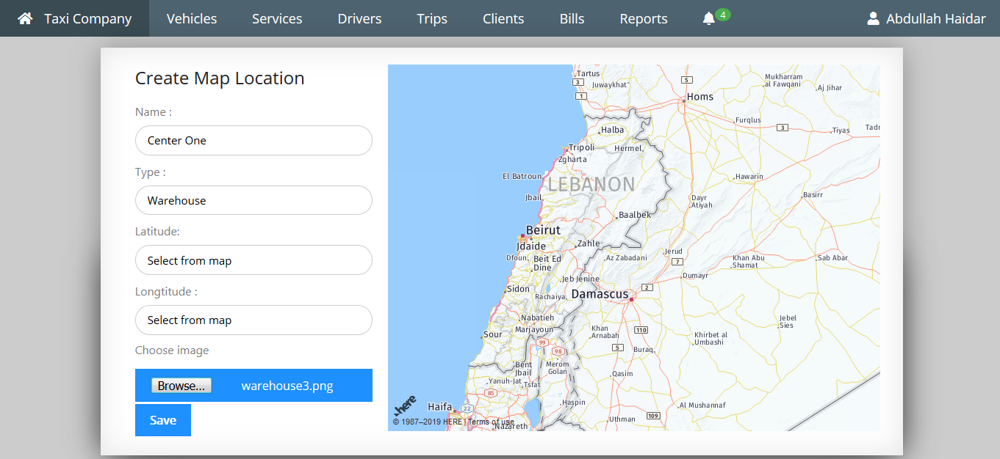 Taxi Company Vehicles Services Drivers Trips Clients Bills Reports 4 Abdullah Haidar
Create Map Location
Name :
Center One
Type :
Warehouse
Latitude:
Select from map
Longtitude :
Select from map
Choose image
Browse... warehouse3.png
Save
Tartus
3
Juwaykhat
1
5
Mukharram
al Fawqani
Aj Jihar
Homs
Furqlus
3
Tiyas
Tadr
Halba
Tripoli
Hermel
Zgharta
El Batroun
LEBANON
Hawarin
Jbail
Dayr
Atiyah
Basirr
Baalbek
Beirut
Jdaide
Zahle
Dfoun
Beit Ed
Dine
Az Zabadani
Jerud
7
Khan Abu
Shamat
Sab Abar
Jeb Jenine
Dumayr
Sidon
Rachaiya
Damascus
2
Nabatieh
Marjayoun
Jebel
Sies
Sour
Khan
Arnabah
110
Khirbet al
Umbashi
99
98
5
Buraq
Bent
Jbail
Merom
Golan
Qasim
Yanuh-Jat
Tsfat
85
Haifa
22
Haspin
Al Mushannaf
109
Uthman
Nazareth
here
© 1987–2019 HERE | Terms of use